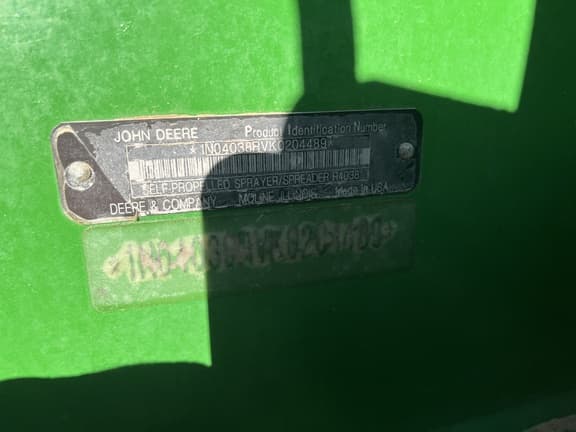 JOHN DEERE Product Identification Number
*1N04038RVK0204489*
SELF-PROPELLED SPRAYER/SPREADER R4038
DEERE & COMPANY MOLINE, ILLINOIS Made in USA